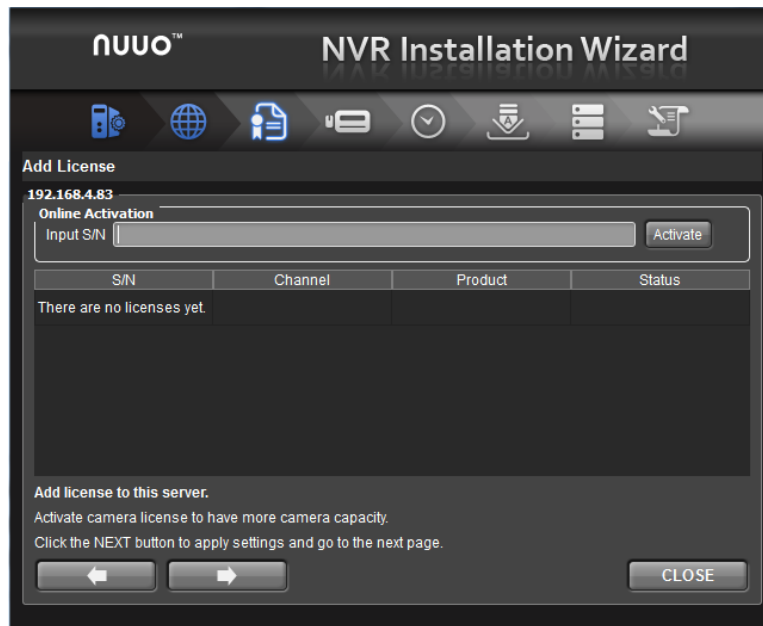 nuuo™
NVR Installation Wizard
Add License
192.168.4.83
Online Activation
Input S/N
Activate
S/N Channel Product Status
There are no licenses yet.
Add license to this server.
Activate camera license to have more camera capacity.
Click the NEXT button to apply settings and go to the next page.
CLOSE